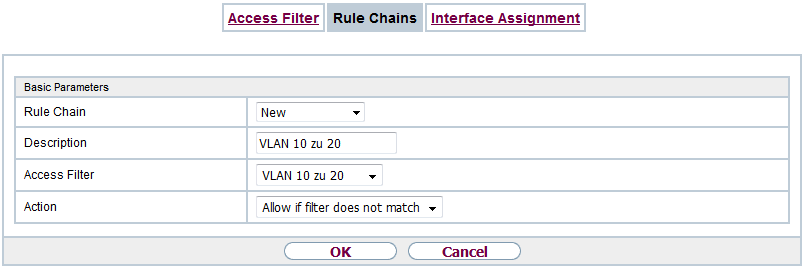 Access Filter Rule Chains Interface Assignment
Basic Parameters
Rule Chain New
Description VLAN 10 zu 20
Access Filter VLAN 10 zu 20
Action Allow if filter does not match
OK Cancel